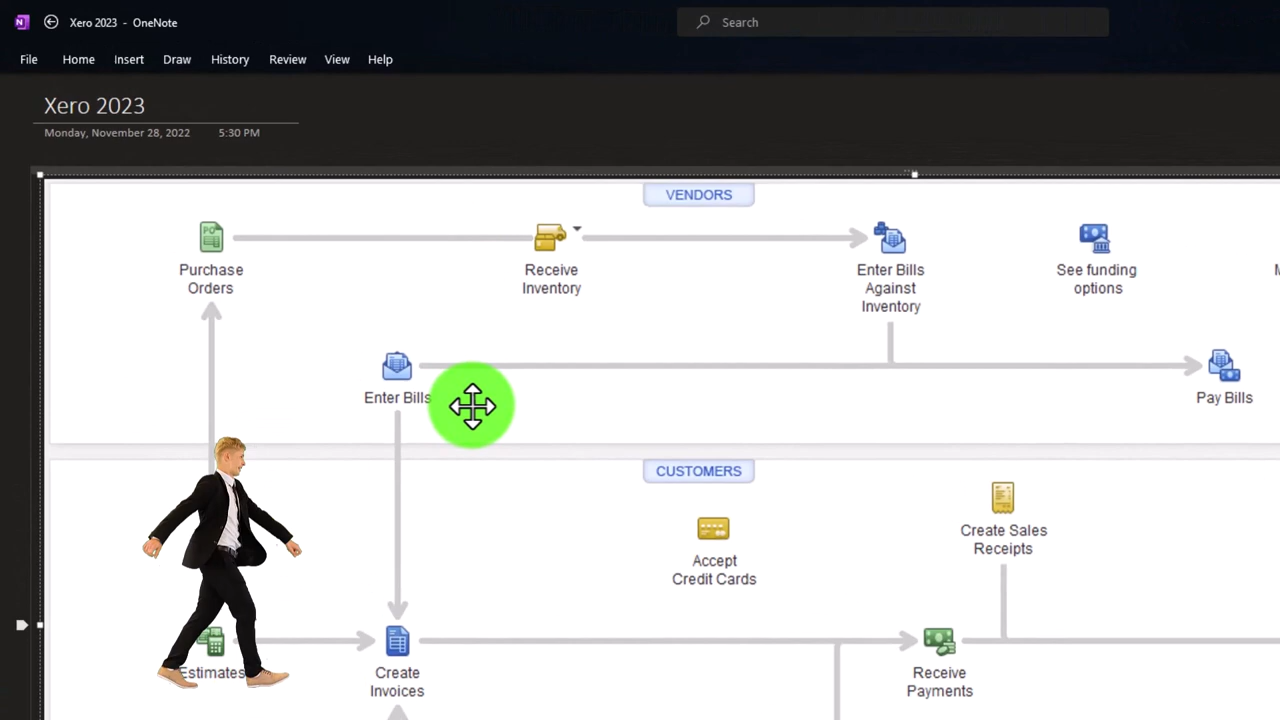 Xero 2023 - OneNote
Search
File Home Insert Draw History Review View Help
Xero 2023
Monday, November 28, 2022 5:30 PM
VENDORS
Purchase
Orders
Receive
Inventory
Enter Bills
Against
Inventory
See funding
options
Enter Bills
Pay Bills
CUSTOMERS
Accept
Credit Cards
Create Sales
Receipts
Estimates
Create
Invoices
Receive
Payments